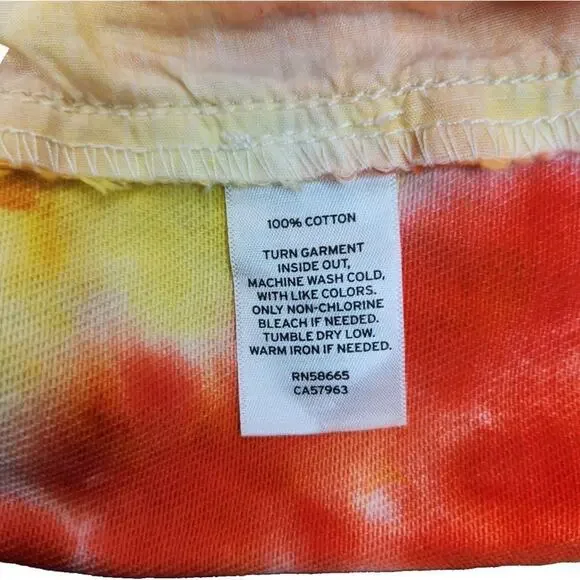 100% COTTON
TURN GARMENT
INSIDE OUT,
MACHINE WASH COLD,
WITH LIKE COLORS.
ONLY NON-CHLORINE
BLEACH IF NEEDED.
TUMBLE DRY LOW.
WARM IRON IF NEEDED.
RN58665
CA57963